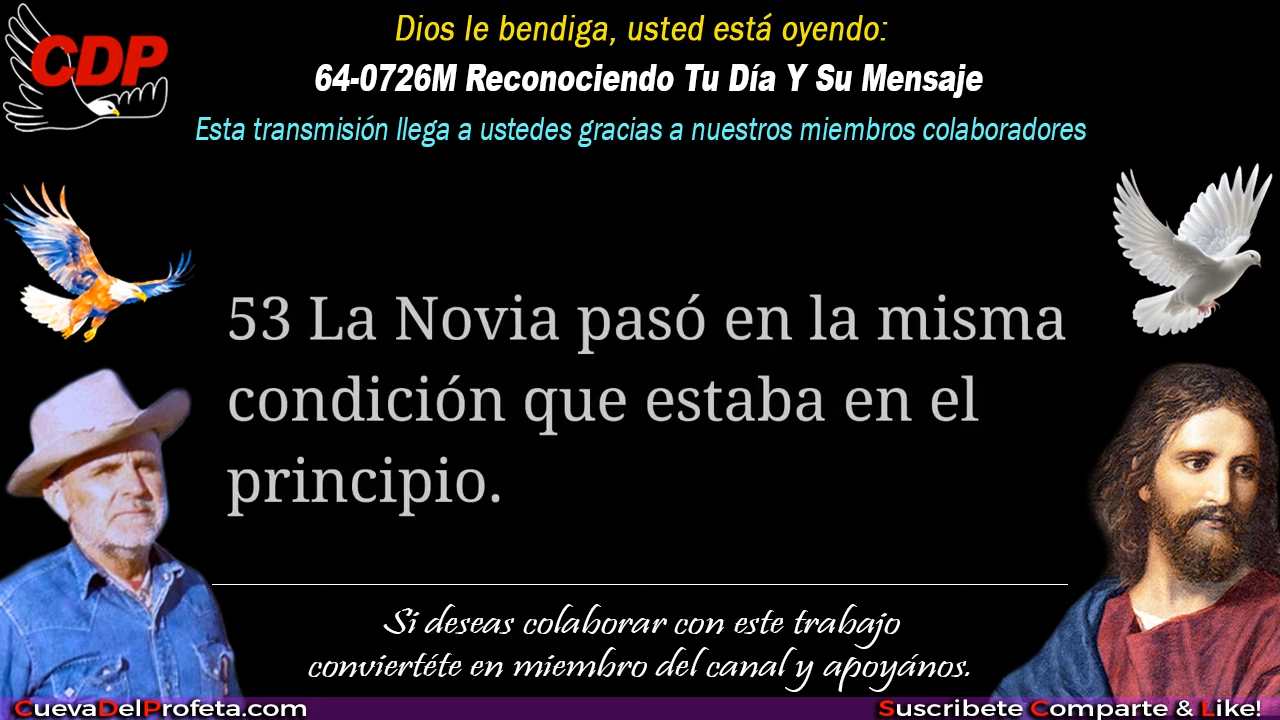 CDP
Dios le bendiga, usted está oyendo:
64-0726M Reconociendo Tu Día Y Su Mensaje
Esta transmisión llega a ustedes gracias a nuestros miembros colaboradores
53 La Novia pasó en la misma
condición que estaba en el
principio.
Si deseas colaborar con este trabajo
conviertéte en miembro del canal y apoyános.
CuevaDelProfeta.com
Suscribete Comparte & Like!